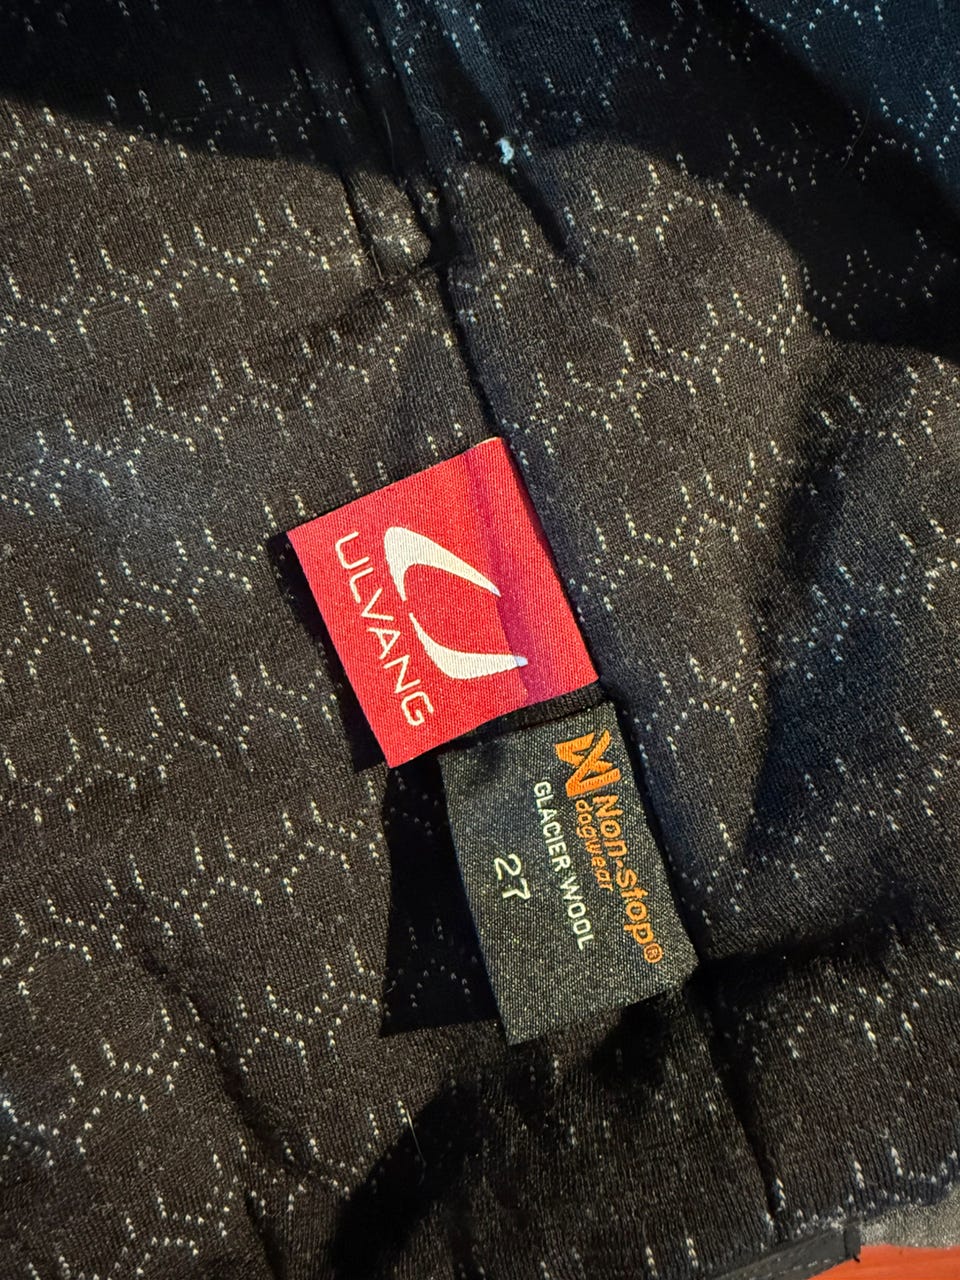 ULVANG
Non-stop®
dogwear
GLACIER WOOL
27